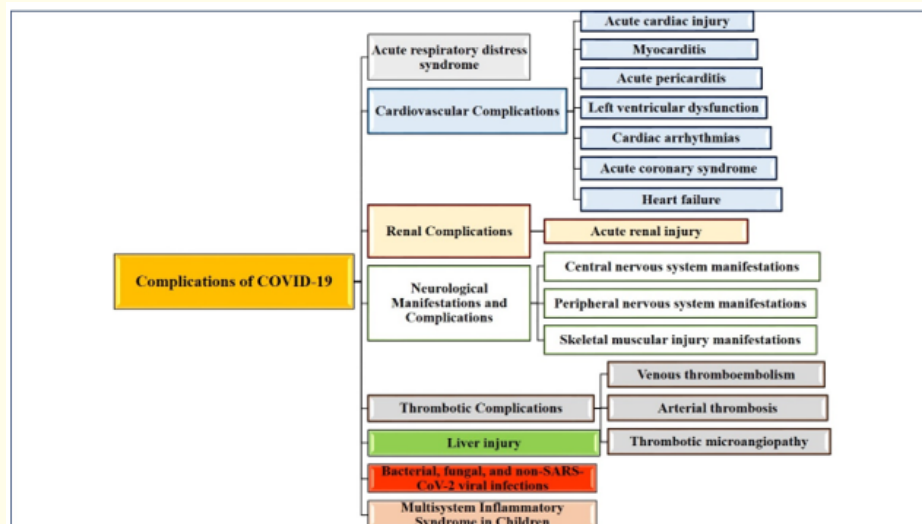 Complications of COVID-19
Acute respiratory distress
syndrome
Cardiovascular Complications
Acute cardiac injury
Myocarditis
Acute pericarditis
Left ventricular dysfunction
Cardiac arrhythmias
Acute coronary syndrome
Heart failure
Renal Complications
Acute renal injury
Neurological
Manifestations and
Complications
Central nervous system manifestations
Peripheral nervous system manifestations
Skeletal muscular injury manifestations
Thrombotic Complications
Venous thromboembolism
Arterial thrombosis
Thrombotic microangiopathy
Liver injury
Bacterial, fungal, and non-SARS-
CoV-2 viral infections
Multisystem Inflammatory
Syndrome in Children